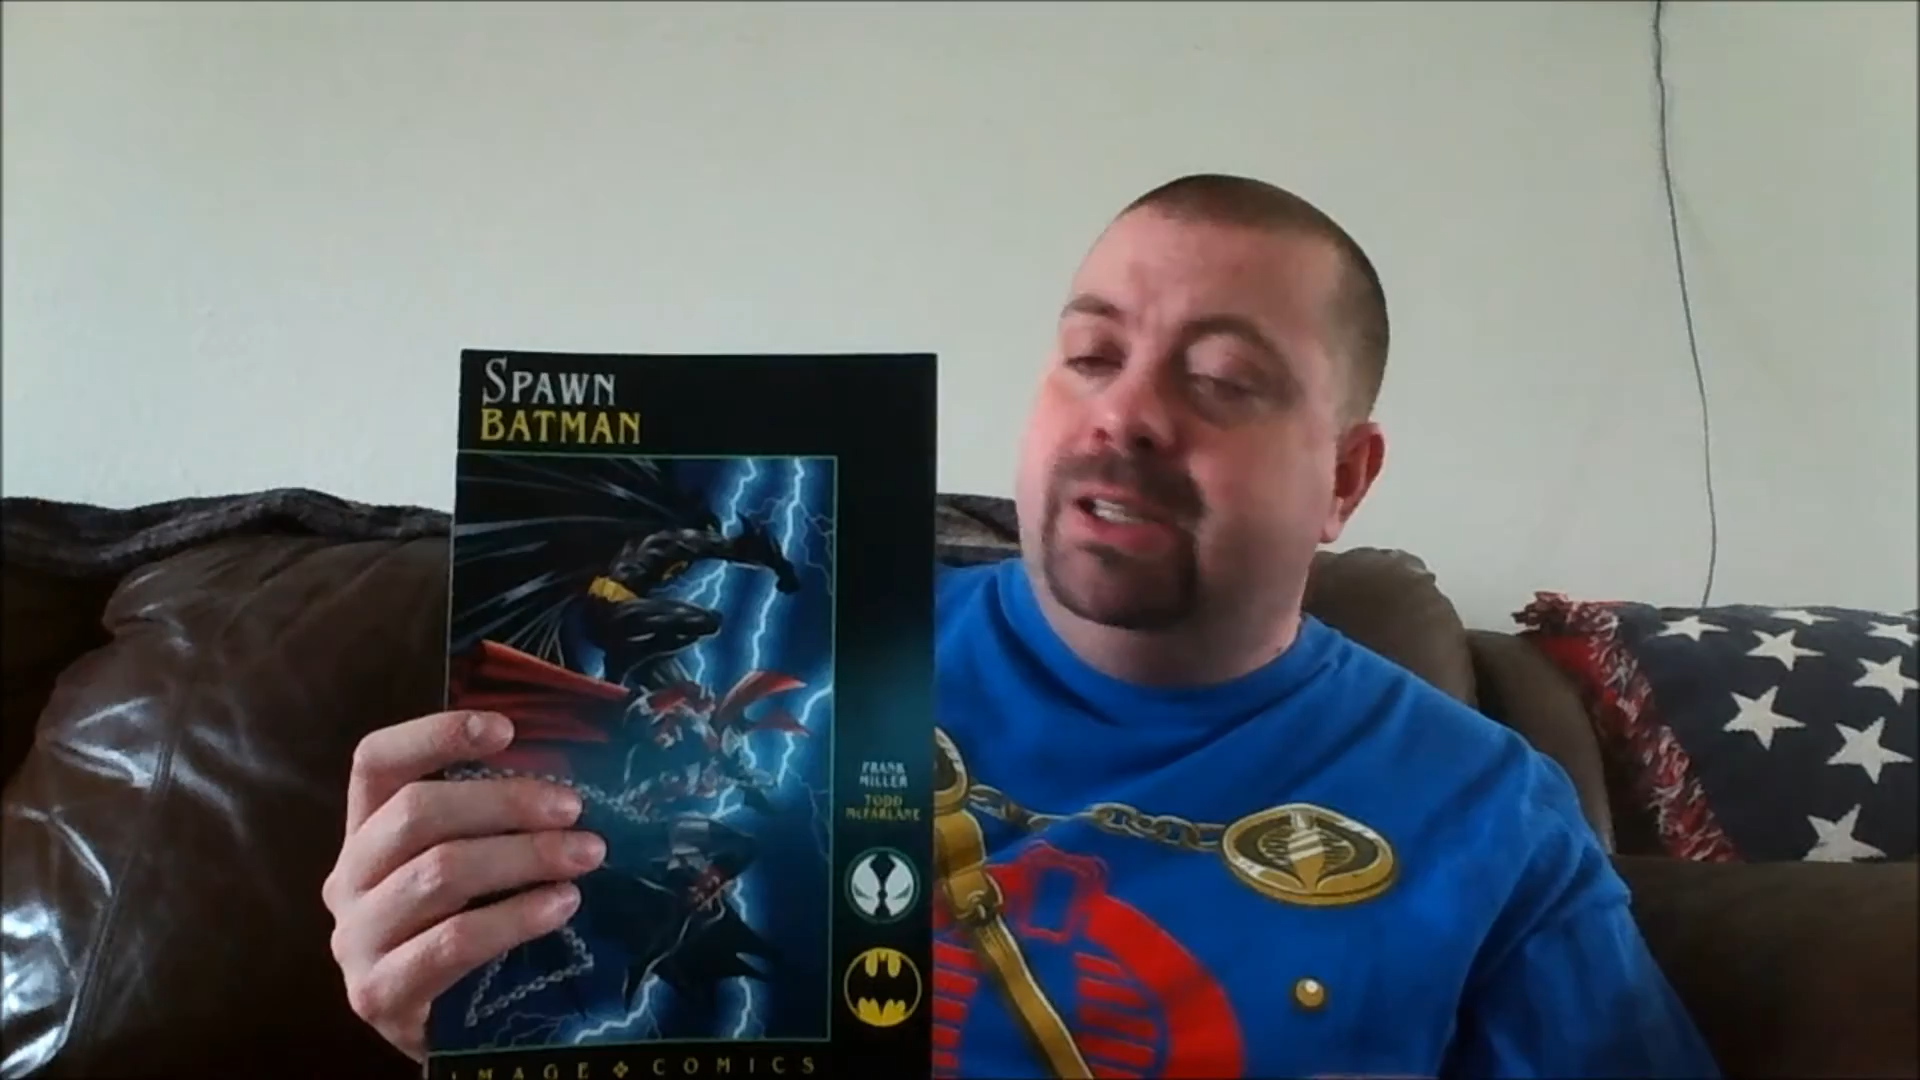 SPAWN
BATMAN
FRANK
MILLER
TODD
McFARLANE
IMAGE COMICS